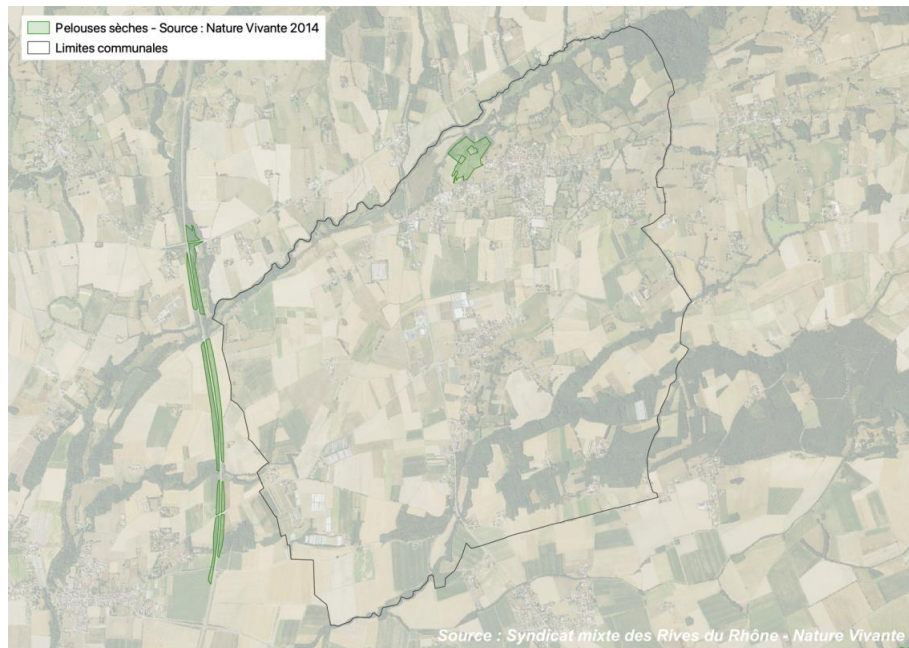 Pelouses sèches - Source : Nature Vivante 2014
Limites communales
Source : Syndicat mixte des Rives du Rhône - Nature Vivante